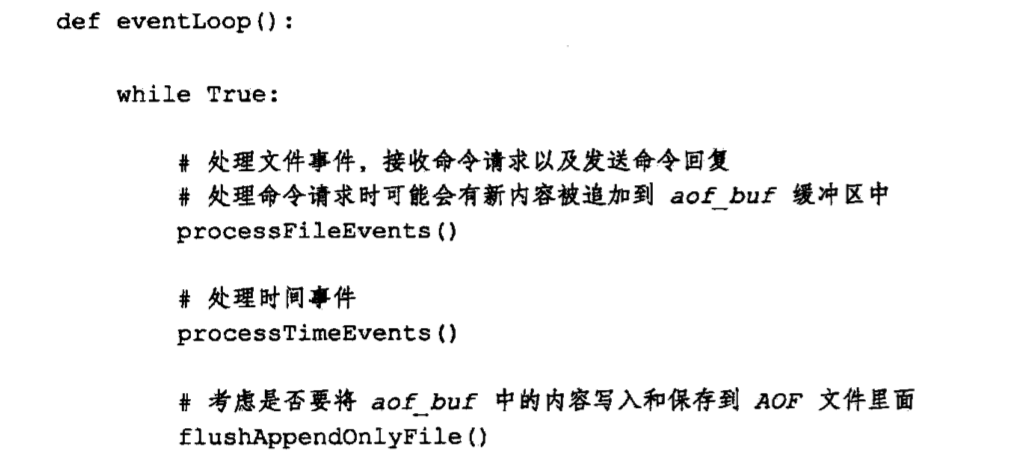 def eventLoop():
while True:
# 处理文件事件，接收命令请求以及发送命令回复
# 处理命令请求时可能会有新内容被追加到 aof_buf 缓冲区中
processFileEvents()
# 处理时间事件
processTimeEvents()
# 考虑是否要将 aof_buf 中的内容写入和保存到 AOF 文件里面
flushAppendOnlyFile()